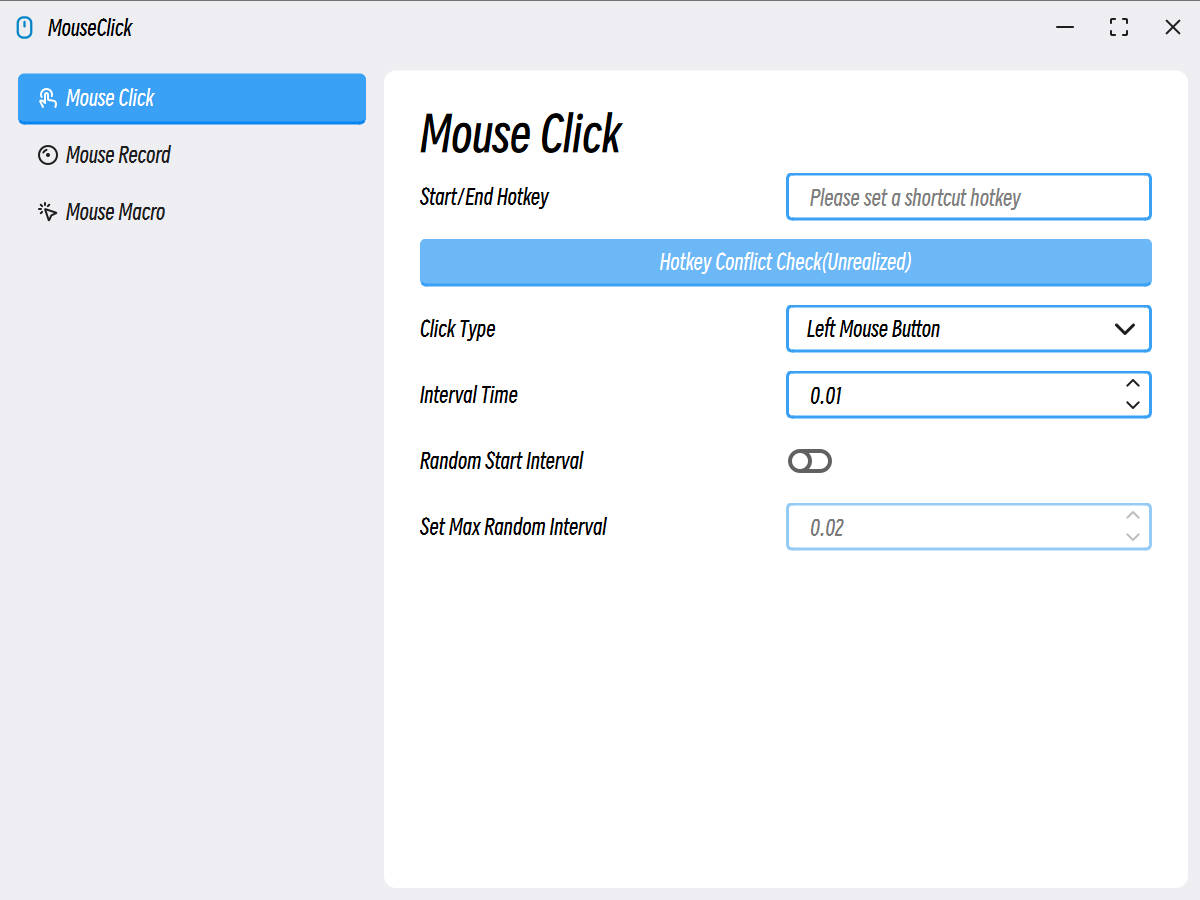 MouseClick
Mouse Click
Mouse Record
Mouse Macro
Mouse Click
Start/End Hotkey
Please set a shortcut hotkey
Hotkey Conflict Check(Unrealized)
Click Type
Left Mouse Button
Interval Time
0.01
Random Start Interval
Set Max Random Interval
0.02